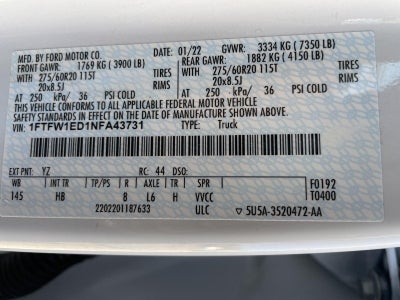 MFD. BY FORD MOTOR CO. 01/22 GVWR: 3334 KG ( 7350 LB)
FRONT GAWR: 1769 KG ( 3900 LB) REAR GAWR: 1882 KG ( 4150 LB)
WITH 275/60R20 115T TIRES WITH 275/60R20 115T TIRES
20x8.5J RIMS 20x8.5J RIMS
AT 250 kPa/ 36 PSI COLD AT 250 kPa/ 36 PSI COLD
THIS VEHICLE CONFORMS TO ALL APPLICABLE FEDERAL MOTOR VEHICLE
SAFETY STANDARDS IN EFFECT ON THE DATE OF MANUFACTURE SHOWN ABOVE.
VIN: 1FTFW1ED1NFA43731 TYPE: Truck
EXT PNT: YZ RC: 44 DSO:
WB INT TR TP/PS R AXLE TR SPR F0192
145 HB 8 L6 H VVCC T0400
2202201187633 ULC 5U5A-3520472-AA